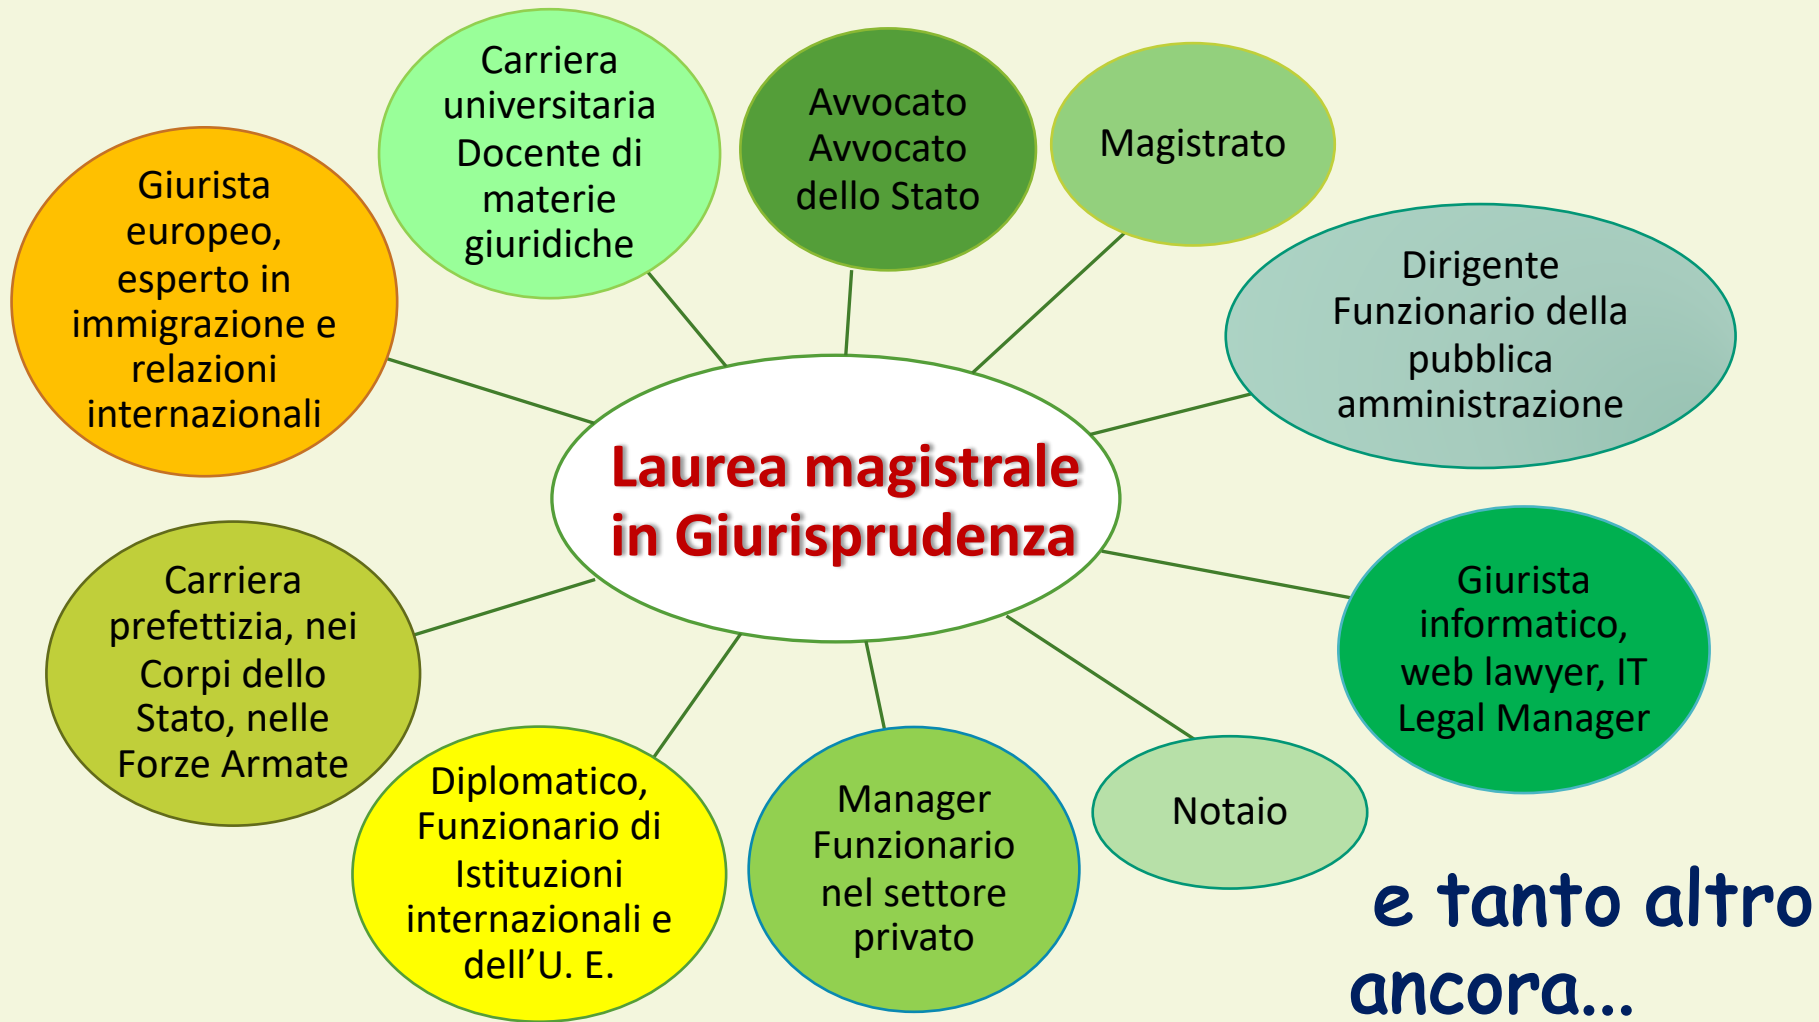 Carriera
universitaria
Docente di
materie
giuridiche
Avvocato
Avvocato
dello Stato
Magistrato
Giurista
europeo,
esperto in
immigrazione e
relazioni
internazionali
Dirigente
Funzionario della
pubblica
amministrazione
Laurea magistrale
in Giurisprudenza
Carriera
prefettizia, nei
Corpi dello
Stato, nelle
Forze Armate
Giurista
informatico,
web lawyer, IT
Legal Manager
Diplomatico,
Funzionario di
Istituzioni
internazionali e
dell’U. E.
Manager
Funzionario
nel settore
privato
Notaio
e tanto altro
ancora...